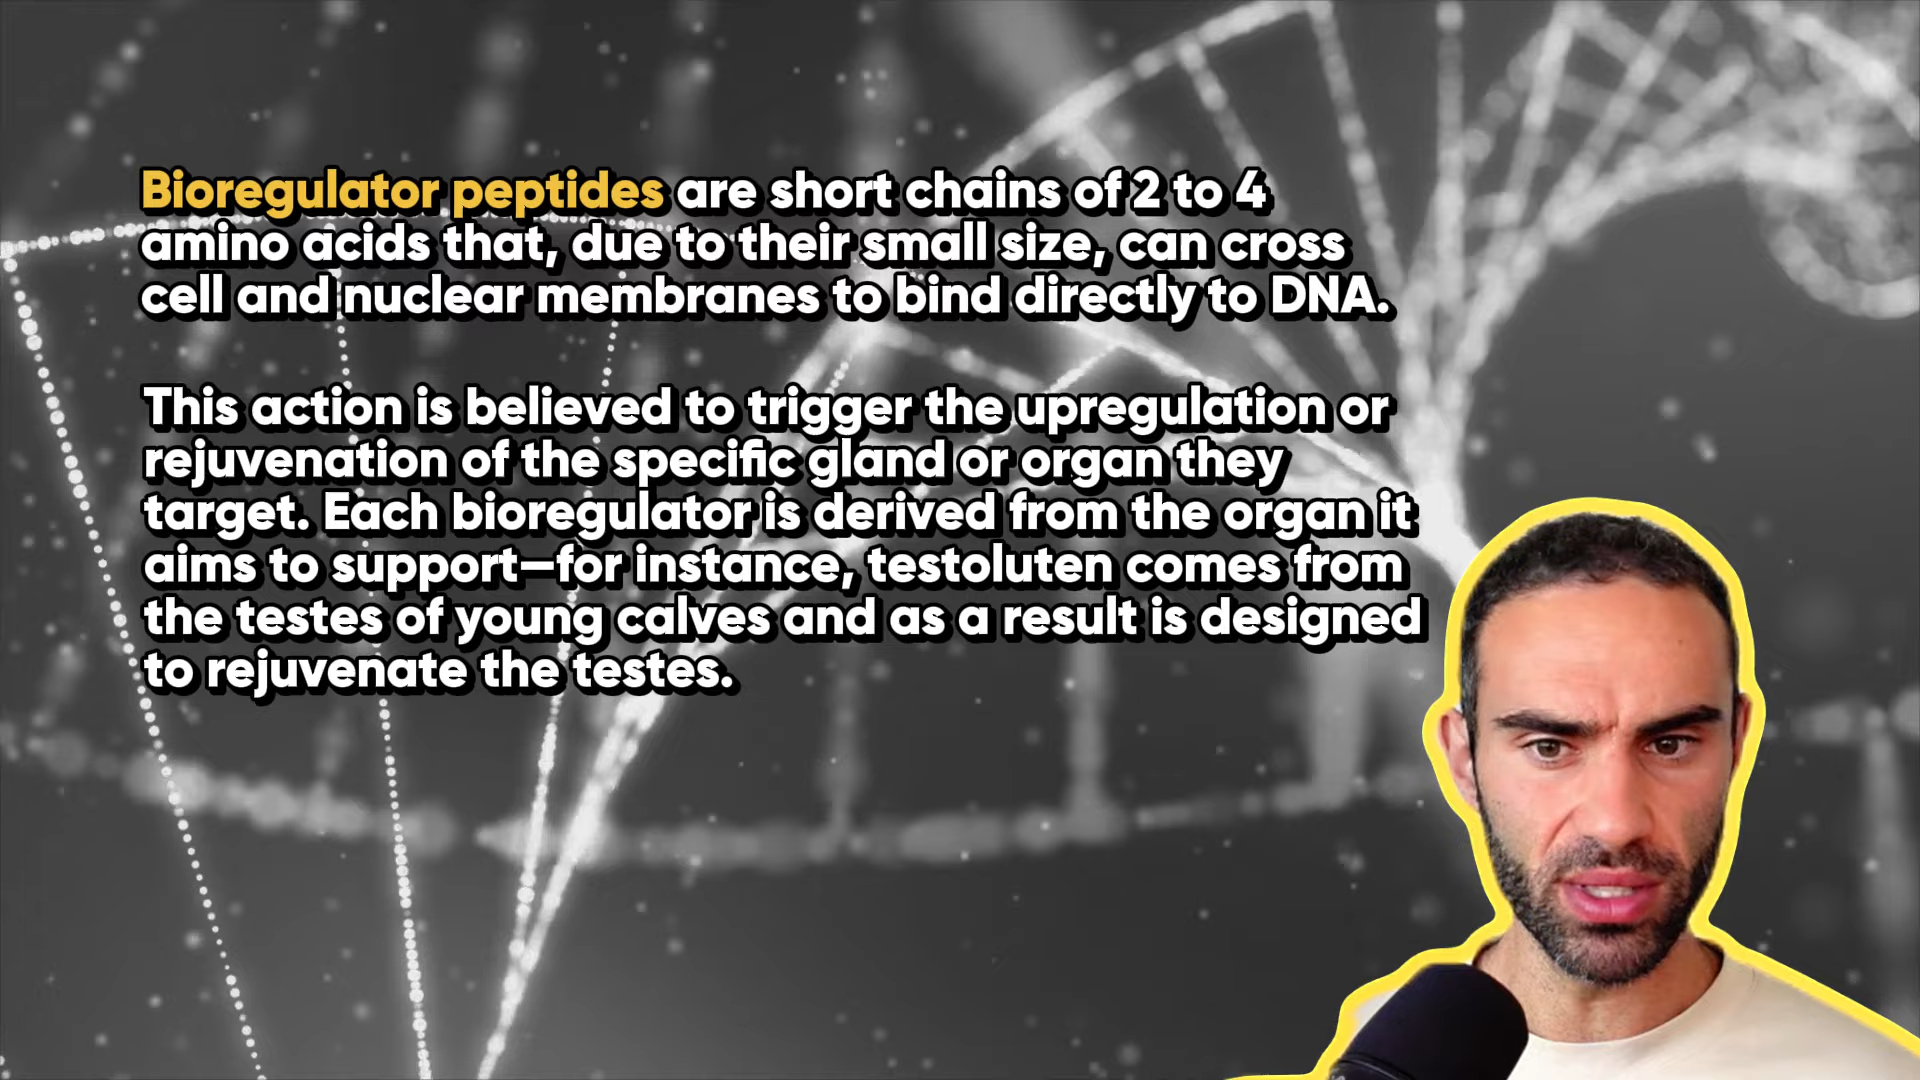 Bioregulator peptides are short chains of 2 to 4
amino acids that, due to their small size, can cross
cell and nuclear membranes to bind directly to DNA.
This action is believed to trigger the upregulation or
rejuvenation of the specific gland or organ they
target. Each bioregulator is derived from the organ it
aims to support—for instance, testoluten comes from
the testes of young calves and as a result is designed
to rejuvenate the testes.